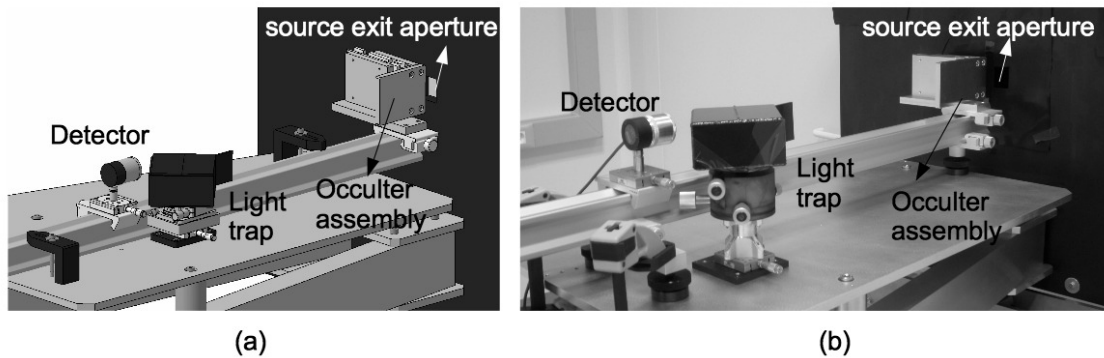 source exit aperture
Detector
Light
trap
Occulter
assembly
(a)
source exit aperture
Detector
Light
trap
Occulter
assembly
(b)